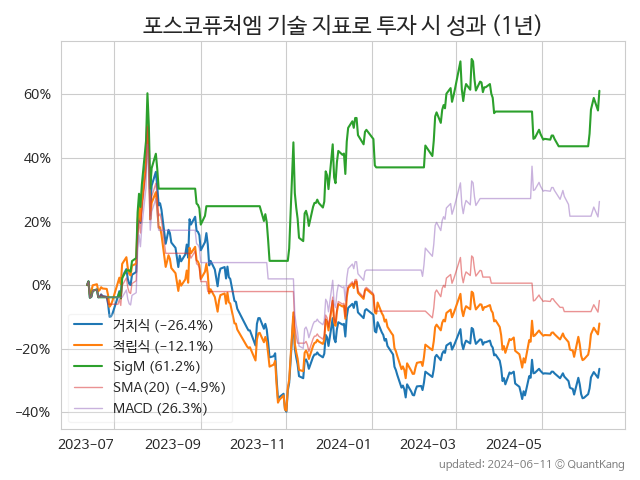 포스코퓨처엠 기술 지표로 투자 시 성과 (1년)
60%
40%
20%
0%
−20%
−40%
거치식 (−26.4%)
적립식 (−12.1%)
SigM (61.2%)
SMA(20) (−4.9%)
MACD (26.3%)
2023-07 2023-09 2023-11 2024-01 2024-03 2024-05
updated: 2024-06-11 © QuantKang